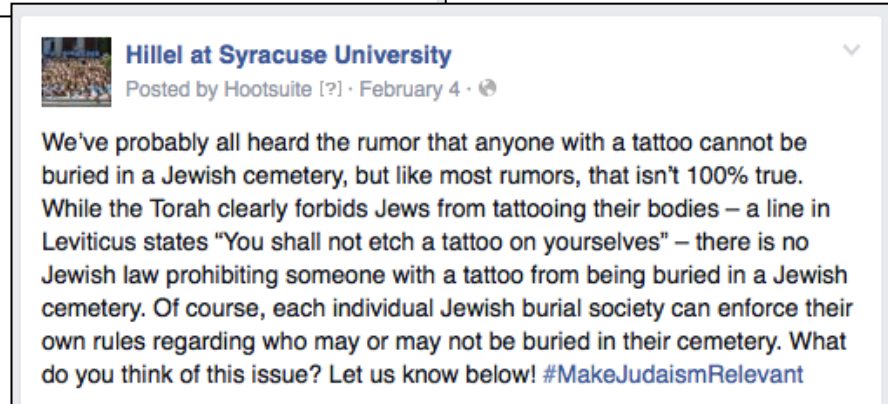 Hillel at Syracuse University
Posted by Hootsuite [?] · February 4 ·
We've probably all heard the rumor that anyone with a tattoo cannot be
buried in a Jewish cemetery, but like most rumors, that isn't 100% true.
While the Torah clearly forbids Jews from tattooing their bodies – a line in
Leviticus states “You shall not etch a tattoo on yourselves” – there is no
Jewish law prohibiting someone with a tattoo from being buried in a Jewish
cemetery. Of course, each individual Jewish burial society can enforce their
own rules regarding who may or may not be buried in their cemetery. What
do you think of this issue? Let us know below! #MakeJudaismRelevant